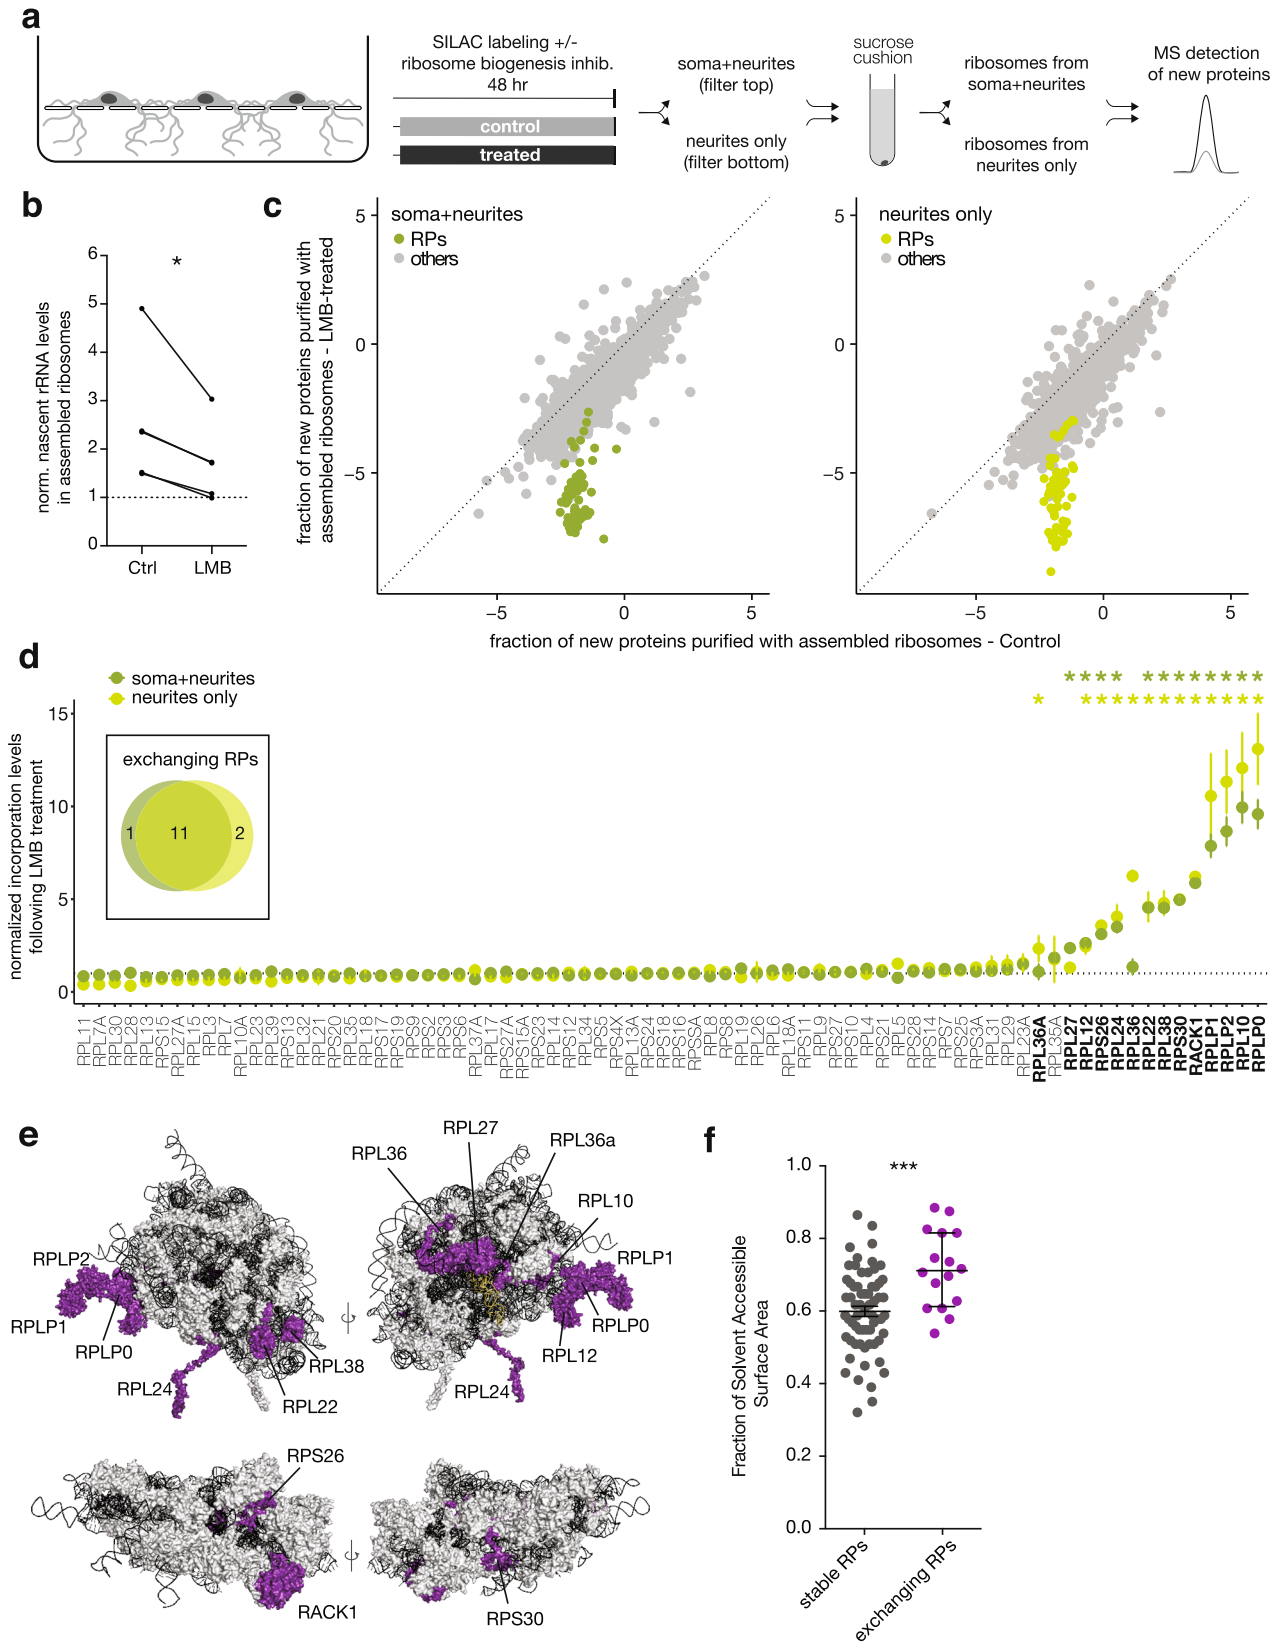 a
SILAC labeling +/-
ribosome biogenesis inhib.
48 hr
control
treated
soma+neurites
(filter top)
neurites only
(filter bottom)
sucrose
cushion
ribosomes from
soma+neurites
ribosomes from
neurites only
MS detection
of new proteins
b
norm. nascent rRNA levels
in assembled ribosomes
6
5
4
3
2
1
0
*
Ctrl
LMB
c
fraction of new proteins purified with
assembled ribosomes - LMB-treated
soma+neurites
RPs
others
5
0
−5
−5
0
5
neurites only
RPs
others
5
0
−5
−5
0
5
fraction of new proteins purified with assembled ribosomes - Control
d
soma+neurites
neurites only
normalized incorporation levels
following LMB treatment
15
10
5
0
exchanging RPs
1
11
2
* * * * * * * * * * * *
* * * * * * * * * * * * *
RPL11
RPL7A
RPL30
RPL28
RPL13
RPS15
RPL27A
RPL15
RPL3
RPL7
RPL10A
RPL23
RPL39
RPS13
RPL32
RPL21
RPS20
RPL35
RPL18
RPS17
RPS19
RPS9
RPS2
RPS3
RPS6
RPL37A
RPL17
RPS27A
RPS15A
RPS23
RPL14
RPS12
RPL34
RPS5
RPS4X
RPL13A
RPS24
RPS18
RPS16
RPSA
RPL8
RPS8
RPL19
RPL26
RPL6
RPL18A
RPS11
RPL9
RPS27
RPS10
RPL4
RPS21
RPL5
RPS28
RPS14
RPS7
RPS25
RPS3A
RPL31
RPL29
RPL23A
RPL36A
RPL35A
RPL27
RPL12
RPS26
RPL24
RPL36
RPL22
RPL38
RPS30
RACK1
RPLP1
RPLP2
RPL10
RPLP0
e
RPLP2
RPLP1
RPLP0
RPL24
RPL38
RPL22
RPL36
RPL27
RPL36a
RPL10
RPLP1
RPLP0
RPL12
RPL24
RPS26
RACK1
RPS30
f
Fraction of Solvent Accessible
Surface Area
1.0
0.8
0.6
0.4
0.2
0.0
***
stable RPs
exchanging RPs